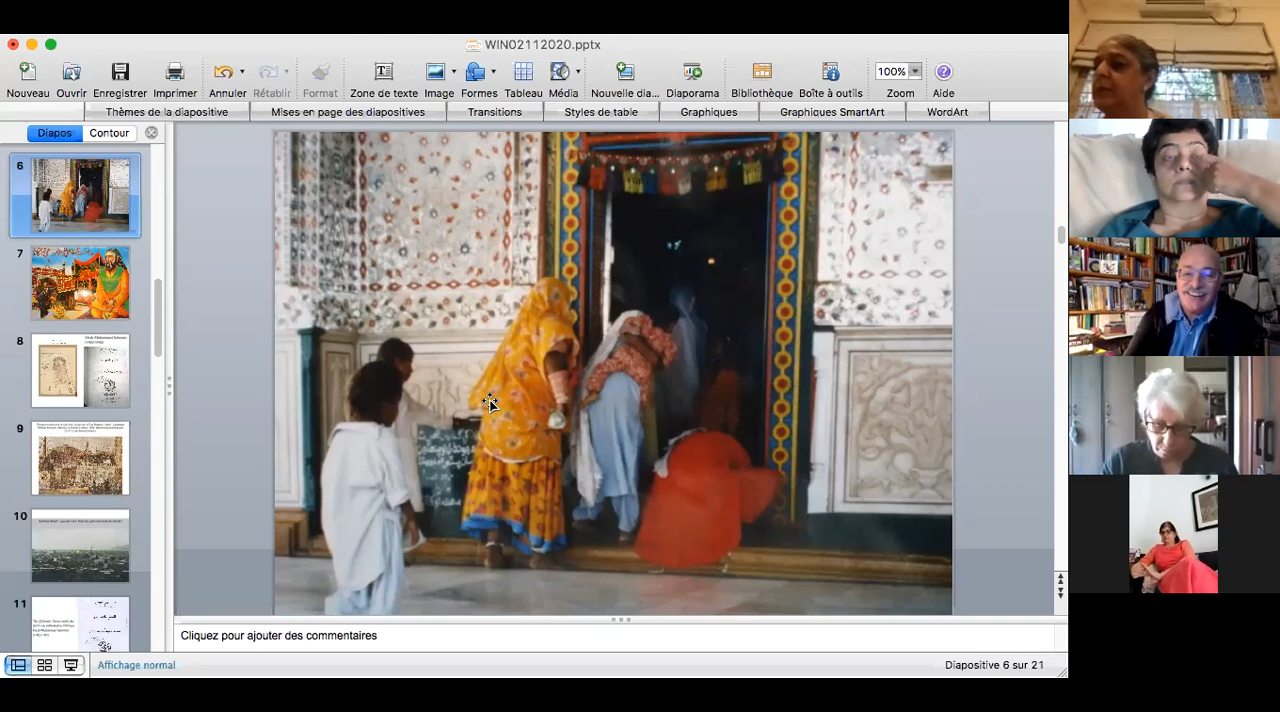 WIN02112020.pptx
Nouveau
Ouvrir
Enregistrer
Imprimer
Annuler
Rétablir
Format
Zone de texte
Image
Formes
Tableau
Média
Nouvelle dia...
Diaporama
Bibliothèque
Boîte à outils
100%
Zoom
Aide
Thèmes de la diapositive
Mises en page des diapositives
Transitions
Styles de table
Graphiques
Graphiques SmartArt
WordArt
Diapos
Contour
6
7
8
9
10
11
Cliquez pour ajouter des commentaires
Affichage normal
Diapositive 6 sur 21